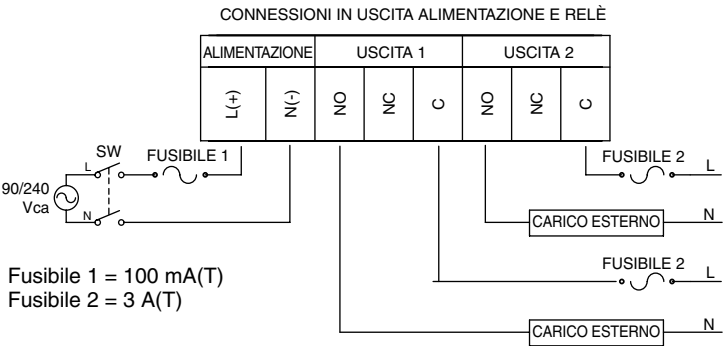 CONNESSIONI IN USCITA ALIMENTAZIONE E RELÈ
ALIMENTAZIONE USCITA 1 USCITA 2
L(+) N(-) NO NC C NO NC C
SW
L FUSIBILE 1 FUSIBILE 2 L
90/240
Vca
N CARICO ESTERNO N
Fusibile 1 = 100 mA(T)
Fusibile 2 = 3 A(T)
FUSIBILE 2 L
CARICO ESTERNO N